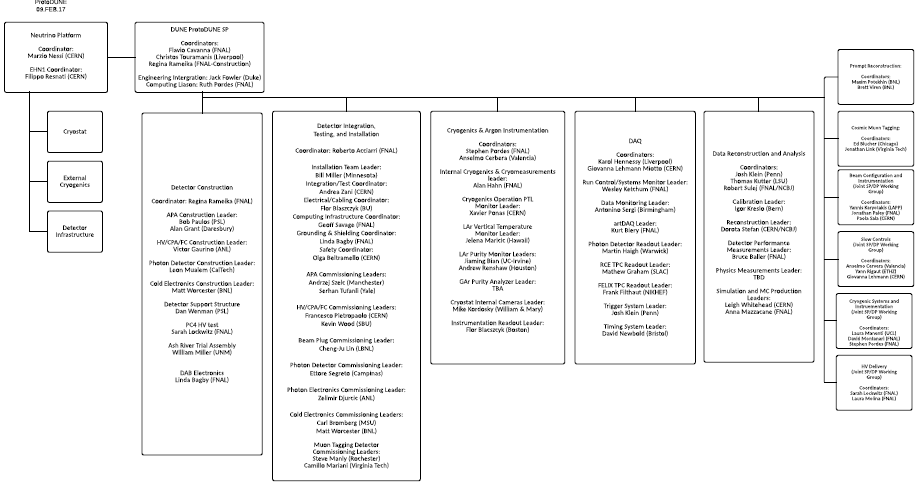 ProtoDUNE
09.FEB.17
Neutrino Platform
Coordinator:
Marzio Nessi (CERN)
EHN1 Coordinator:
Filippo Resnati (CERN)
Cryostat
External
Cryogenics
Detector
Infrastructure
DUNE ProtoDUNE SP
Coordinators:
Flavio Cavanna (FNAL)
Christos Touramanis (Liverpool)
Regina Rameika (FNAL-Construction)
Engineering Intergration: Jack Fowler (Duke)
Computing Liason: Ruth Pordes (FNAL)
Detector Construction
Coordinator: Regina Rameika (FNAL)
APA Construction Leader:
Bob Paulos (PSL)
Alan Grant (Daresbury)
HV/CPA/FC Construction Leader:
Victor Guarino (ANL)
Photon Detector Construction Leader:
Leon Mualem (CalTech)
Cold Electronics Construction Leader:
Matt Worcester (BNL)
Detector Support Structure
Dan Wenman (PSL)
PC4 HV test
Sarah Lockwitz (FNAL)
Ash River Trial Assembly
William Miller (UNM)
DAB Electronics
Linda Bagby (FNAL)
Detector Integration,
Testing, and Installation
Coordinator: Roberto Acciarri (FNAL)
Installation Team Leader:
Bill Miller (Minnesota)
Integration/Test Coordinator:
Andrea Zani (CERN)
Electrical/Cabling Coordinator:
Flor Blaszczyk (BU)
Computing Infrastructure Coordinator:
Geoff Savage (FNAL)
Grounding & Shielding Coordinator:
Linda Bagby (FNAL)
Safety Coordinator:
Olga Beltramello (CERN)
APA Commissioning Leaders:
Andrzej Szelc (Manchester)
Serhan Tufanli (Yale)
HV/CPA/FC Commissioning Leaders:
Francesco Pietropaolo (CERN)
Kevin Wood (SBU)
Beam Plug Commissioning Leader:
Cheng-Ju Lin (LBNL)
Photon Detector Commissioning Leader:
Ettore Segreto (Campinas)
Photon Electronics Commissioning Leader:
Zelimir Djurcic (ANL)
Cold Electronics Commissioning Leaders:
Carl Bromberg (MSU)
Matt Worcester (BNL)
Muon Tagging Detector
Commissioning Leaders:
Steve Manly (Rochester)
Camillo Mariani (Virginia Tech)
Cryogenics & Argon Instrumentation
Coordinators:
Stephen Pordes (FNAL)
Anselmo Cerbera (Valencia)
Internal Cryogenics & Cryomeasurements
leader:
Alan Hahn (FNAL)
Cryogenics Operation PTL
Monitor Leader:
Xavier Ponas (CERN)
LAr Vertical Temperature
Monitor Leader:
Jelena Maricic (Hawaii)
LAr Purity Monitor Leaders:
Jiaming Bian (UC-Irvine)
Andrew Renshaw (Houston)
GAr Purity Analyzer Leader:
TBA
Cryostat Internal Cameras Leader:
Mike Kordosky (William & Mary)
Instrumentation Readout Leader:
Flor Blaszczyk (Boston)
DAQ
Coordinators:
Karol Hennessy (Liverpool)
Giovanna Lehmann Miotto (CERN)
Run Control/Systems Monitor Leader:
Wesley Ketchum (FNAL)
Data Monitoring Leader:
Antonino Sergi (Birmingham)
artDAQ Leader:
Kurt Biery (FNAL)
Photon Detector Readout Leader:
Martin Haigh (Warwick)
RCE TPC Readout Leader:
Mathew Graham (SLAC)
FELIX TPC Readout Leader:
Frank Filthaut (NIKHEF)
Trigger System Leader:
Josh Klein (Penn)
Timing System Leader:
David Newbold (Bristol)
Data Reconstruction and Analysis
Coordinators:
Josh Klein (Penn)
Thomas Kutter (LSU)
Robert Sulej (FNAL/NCBJ)
Calibration Leader:
Igor Kreslo (Bern)
Reconstruction Leader:
Dorota Stefan (CERN/NCBJ)
Detector Performance
Measurements Leader:
Bruce Baller (FNAL)
Physics Measurements Leader:
TBD
Simulation and MC Production
Leaders:
Leigh Whitehead (CERN)
Anna Mazzacane (FNAL)
Prompt Reconstruction:
Coordinators:
Maxim Potekhin (BNL)
Brett Viren (BNL)
Cosmic Muon Tagging:
Coordinators:
Ed Blucher (Chicago)
Jonathan Link (Virginia Tech)
Beam Configuration and
Instrumentation
(Joint SP/DP Working
Group)
Coordinators:
Yannis Karyotakis (LAPP)
Jonathan Paley (FNAL)
Paola Sala (CERN)
Slow Controls
(Joint SP/DP Working
Group)
Coordinators:
Anselmo Cervera (Valencia)
Yann Rigaut (ETHZ)
Giovanna Lehmann (CERN)
Cryogenic Systems and
Instrumentation
(Joint SP/DP Working
Group)
Coordinators:
Laura Manenti (UCL)
David Montanari (FNAL)
Stephen Pordes (FNAL)
HV Delivery
(Joint SP/DP Working
Group)
Coordinators:
Sarah Lockwitz (FNAL)
Laura Molina (FNAL)